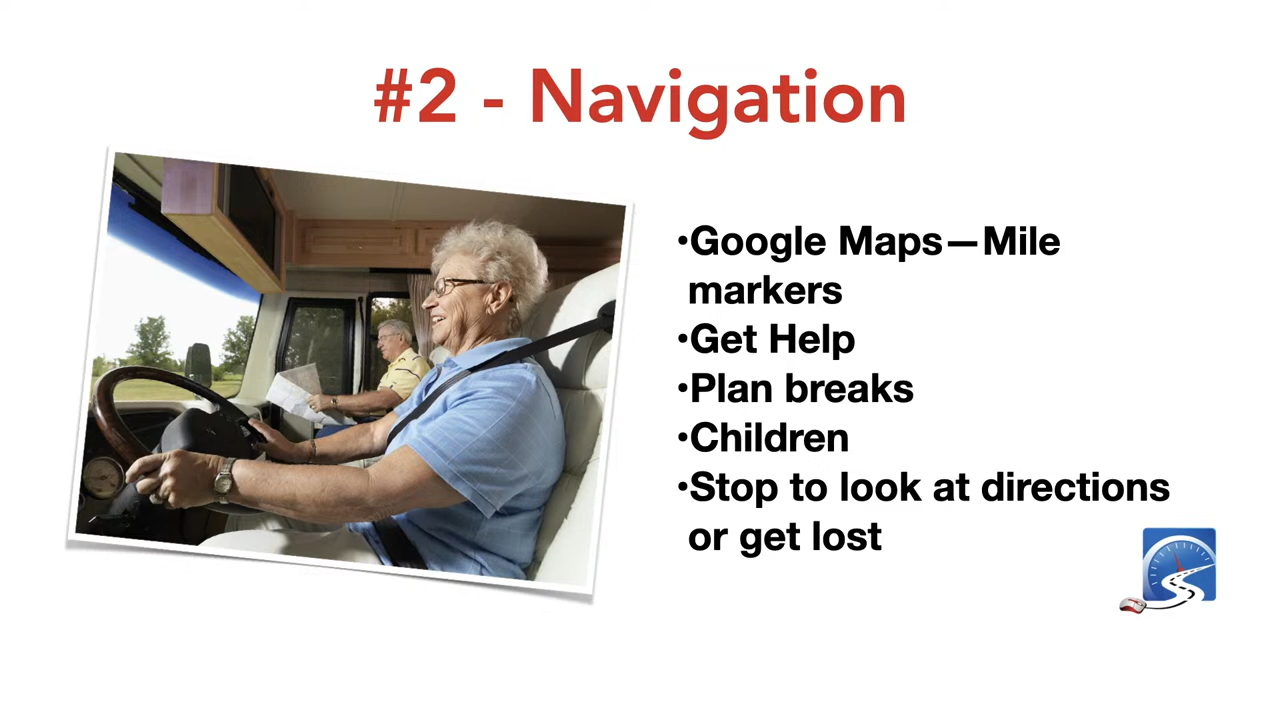 #2 - Navigation
•Google Maps—Mile
markers
•Get Help
•Plan breaks
•Children
•Stop to look at directions
or get lost